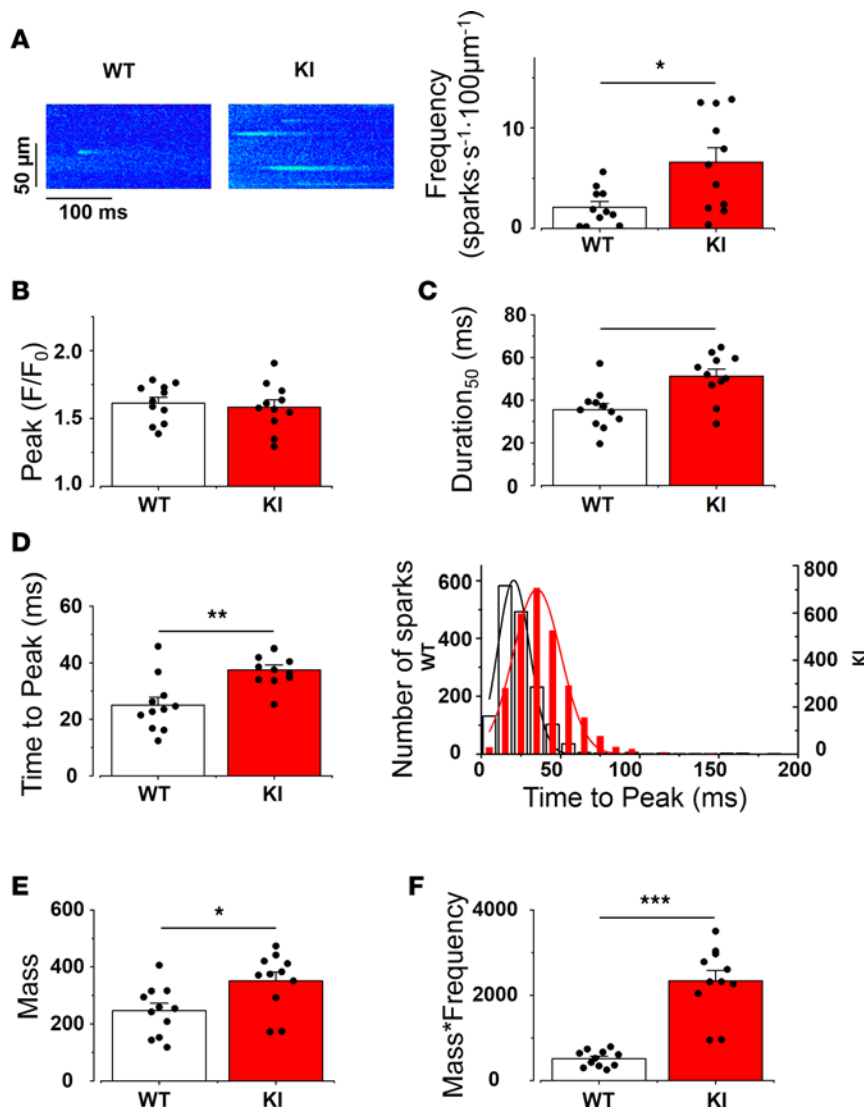 A
WT
KI
50 μm
100 ms
Frequency
(sparks·s⁻¹·100μm⁻¹)
10
0
*
WT
KI
B
Peak (F/F₀)
2.0
1.5
1.0
WT
KI
C
Duration₅₀ (ms)
80
60
40
20
0
WT
KI
D
Time to Peak (ms)
60
40
20
0
**
WT
KI
Number of sparks
WT
600
400
200
0
800
600
400
200
0
KI
0
50
100
150
200
Time to Peak (ms)
E
Mass
600
400
200
0
*
WT
KI
F
Mass*Frequency
4000
2000
0
***
WT
KI